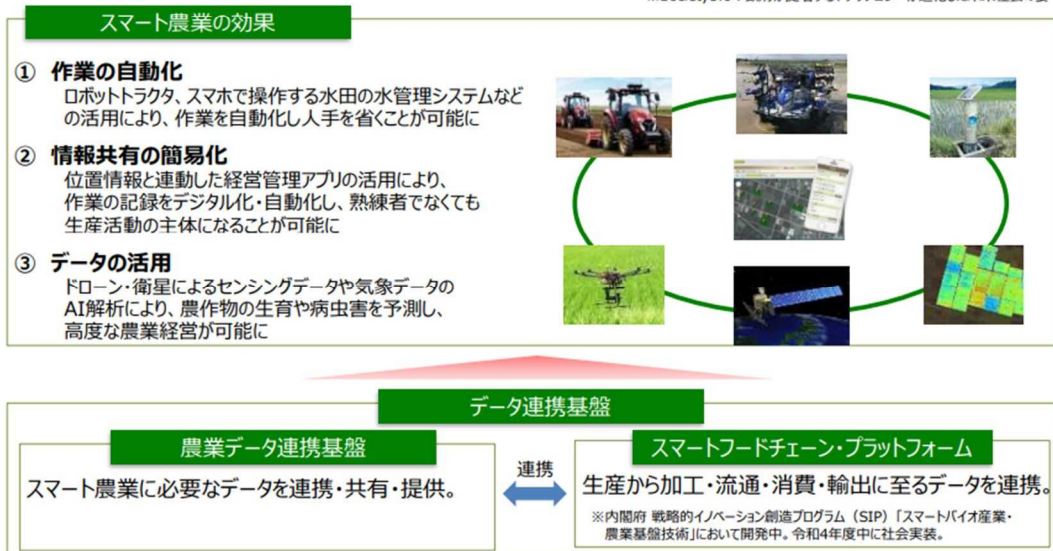 スマート農業の効果
① 作業の自動化
ロボットトラクタ、スマホで操作する水田の水管理システムなど
の活用により、作業を自動化し人手を省くことが可能に
② 情報共有の簡易化
位置情報と連動した経営管理アプリの活用により、
作業の記録をデジタル化・自動化し、熟練者でなくても
生産活動の主体になることが可能に
③ データの活用
ドローン・衛星によるセンシングデータや気象データの
AI解析により、農作物の生育や病虫害を予測し、
高度な農業経営が可能に
データ連携基盤
農業データ連携基盤
スマート農業に必要なデータを連携・共有・提供。
連携
スマートフードチェーン・プラットフォーム
生産から加工・流通・消費・輸出に至るデータを連携。
※内閣府 戦略的イノベーション創造プログラム（SIP）「スマートバイオ産業・
農業基盤技術」において開発中。令和4年度中に社会実装。